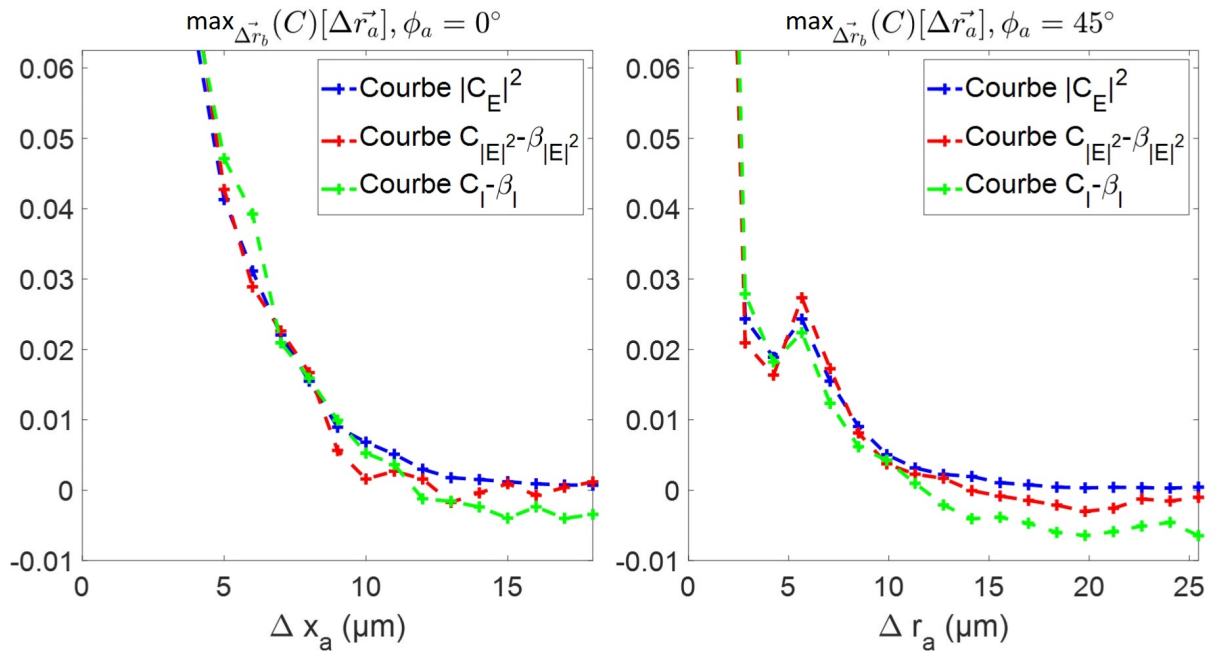 max_{\vec{Δr_b}}(C)[\vec{Δr_a}], ϕ_a = 0°
0.06
0.05
0.04
0.03
0.02
0.01
0
-0.01
Courbe |C_E|^2
Courbe C_{|E|^2}-β_{|E|^2}
Courbe C_I-β_I
0
5
10
15
Δ x_a (μm)
max_{\vec{Δr_b}}(C)[\vec{Δr_a}], ϕ_a = 45°
0.06
0.05
0.04
0.03
0.02
0.01
0
-0.01
Courbe |C_E|^2
Courbe C_{|E|^2}-β_{|E|^2}
Courbe C_I-β_I
0
5
10
15
20
25
Δ r_a (μm)